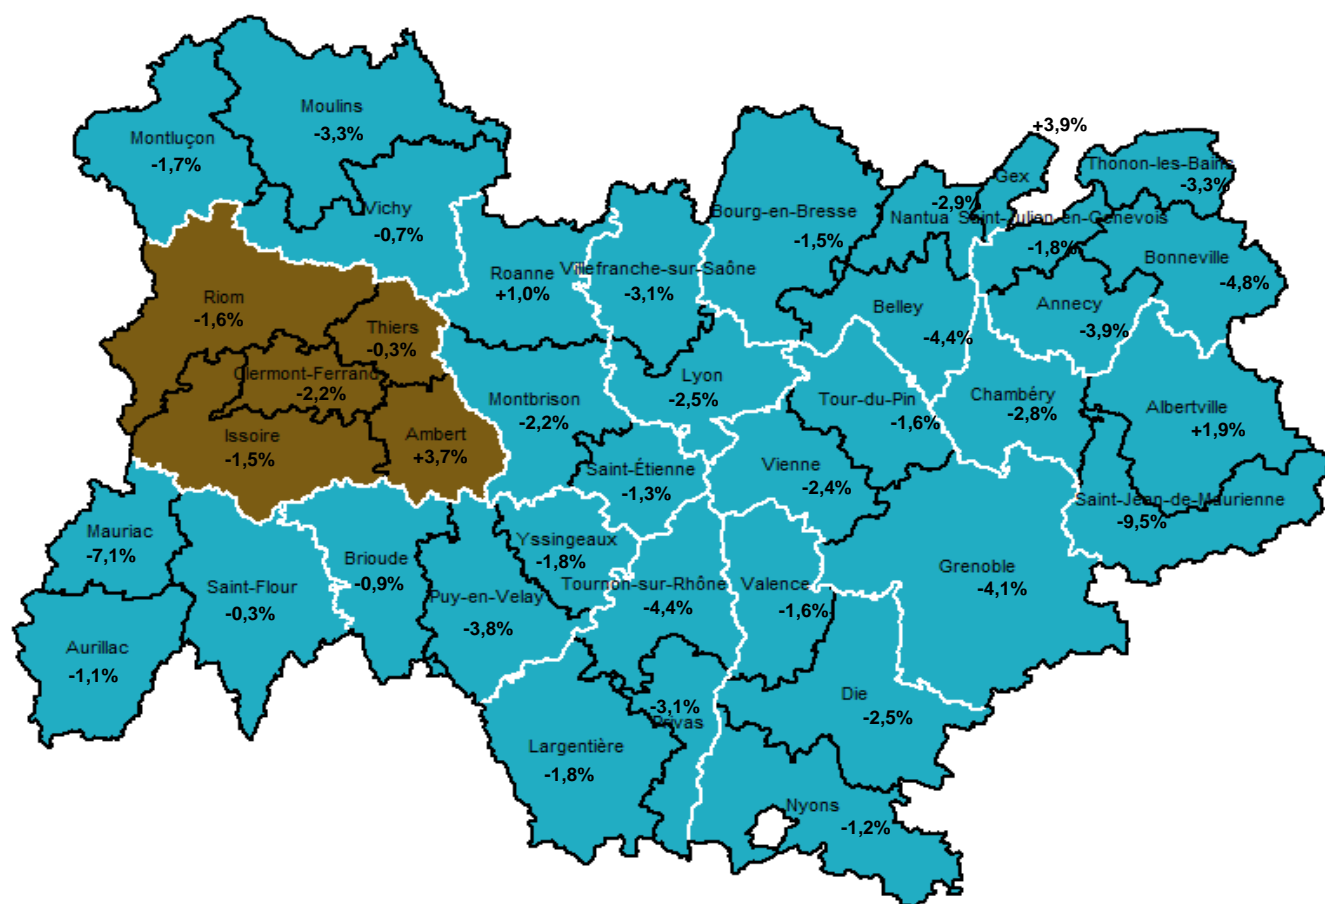 Moulins
-3,3%
Montluçon
-1,7%
Vichy
-0,7%
+3,9%
Gex
Thonon-les-Bains
-3,3%
Bourg-en-Bresse
-1,5%
-2,9%
Nantua
Saint-Julien-en-Genevois
-1,8%
Bonneville
-4,8%
Roanne
+1,0%
Villefranche-sur-Saône
-3,1%
Riom
-1,6%
Thiers
-0,3%
Belley
-4,4%
Annecy
-3,9%
Clermont-Ferrand
-2,2%
Lyon
-2,5%
Montbrison
-2,2%
Tour-du-Pin
-1,6%
Chambéry
-2,8%
Albertville
+1,9%
Issoire
-1,5%
Ambert
+3,7%
Saint-Étienne
-1,3%
Vienne
-2,4%
Saint-Jean-de-Maurienne
-9,5%
Mauriac
-7,1%
Saint-Flour
-0,3%
Brioude
-0,9%
Yssingeaux
-1,8%
Puy-en-Velay
-3,8%
Tournon-sur-Rhône
-4,4%
Valence
-1,6%
Grenoble
-4,1%
Aurillac
-1,1%
Die
-2,5%
-3,1%
Privas
Largentière
-1,8%
Nyons
-1,2%